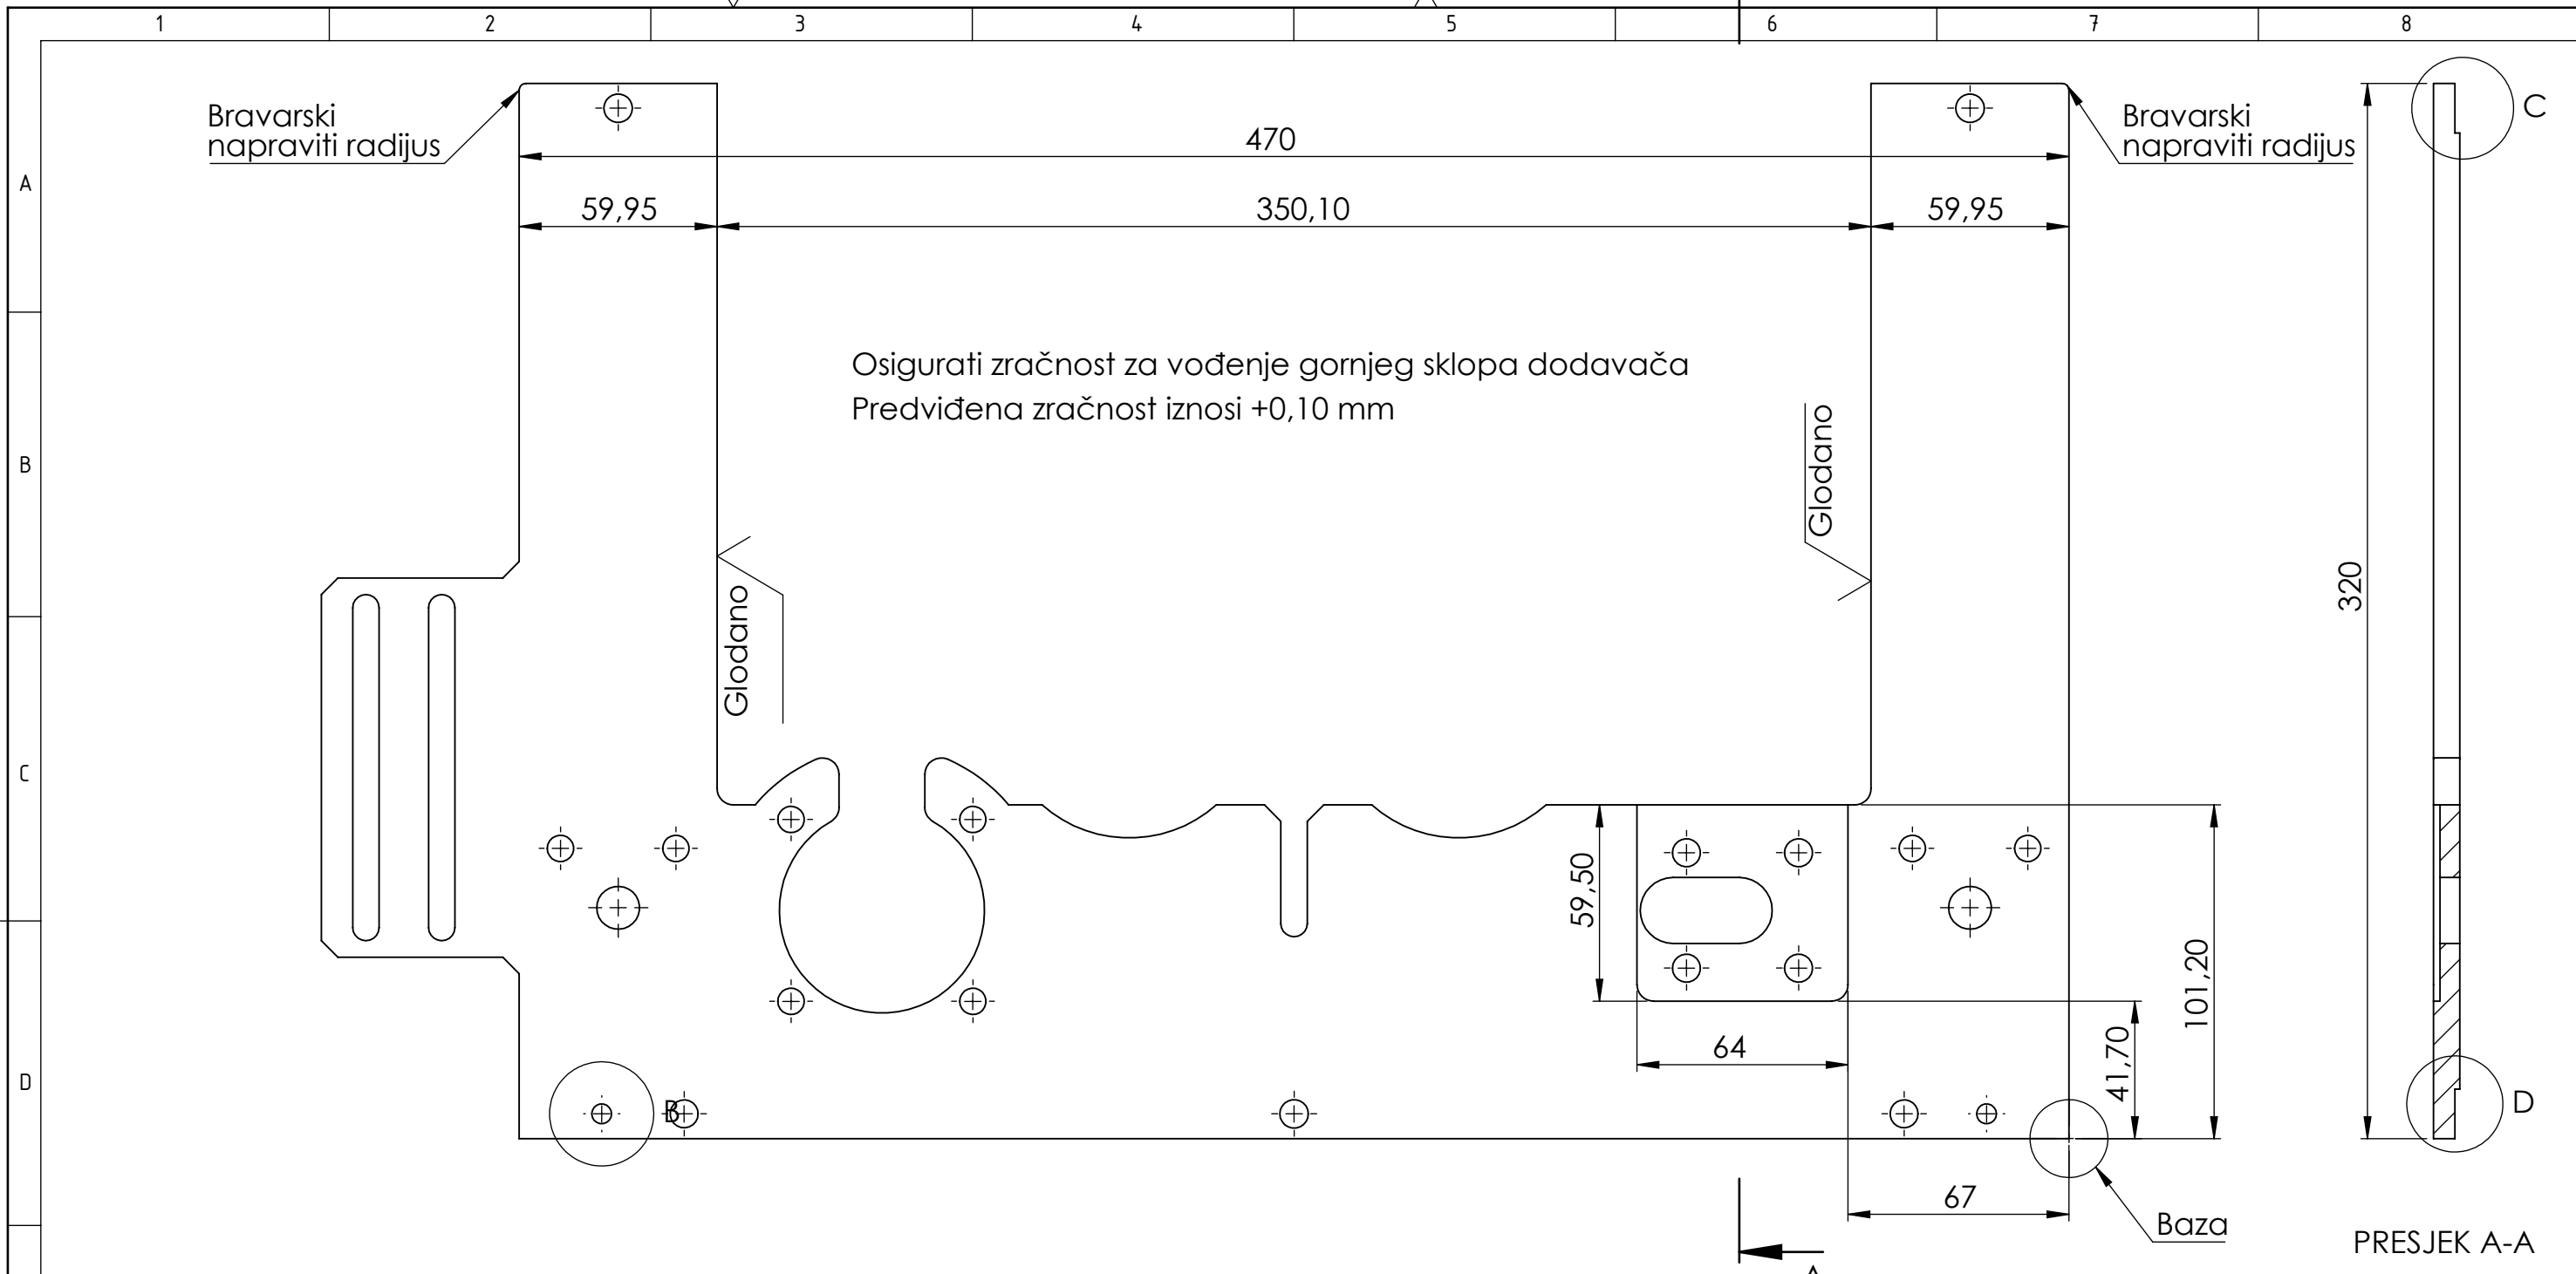 1 2 3 4 5 6 7 8
A
B
C
D
Bravarski
napraviti radijus
Bravarski
napraviti radijus
C
470
59,95
350,10
59,95
Osigurati zračnost za vođenje gornjeg sklopa dodavača
Predviđena zračnost iznosi +0,10 mm
Glodano
Glodano
320
59,50
101,20
41,70
64
B
D
67
Baza
PRESJEK A-A